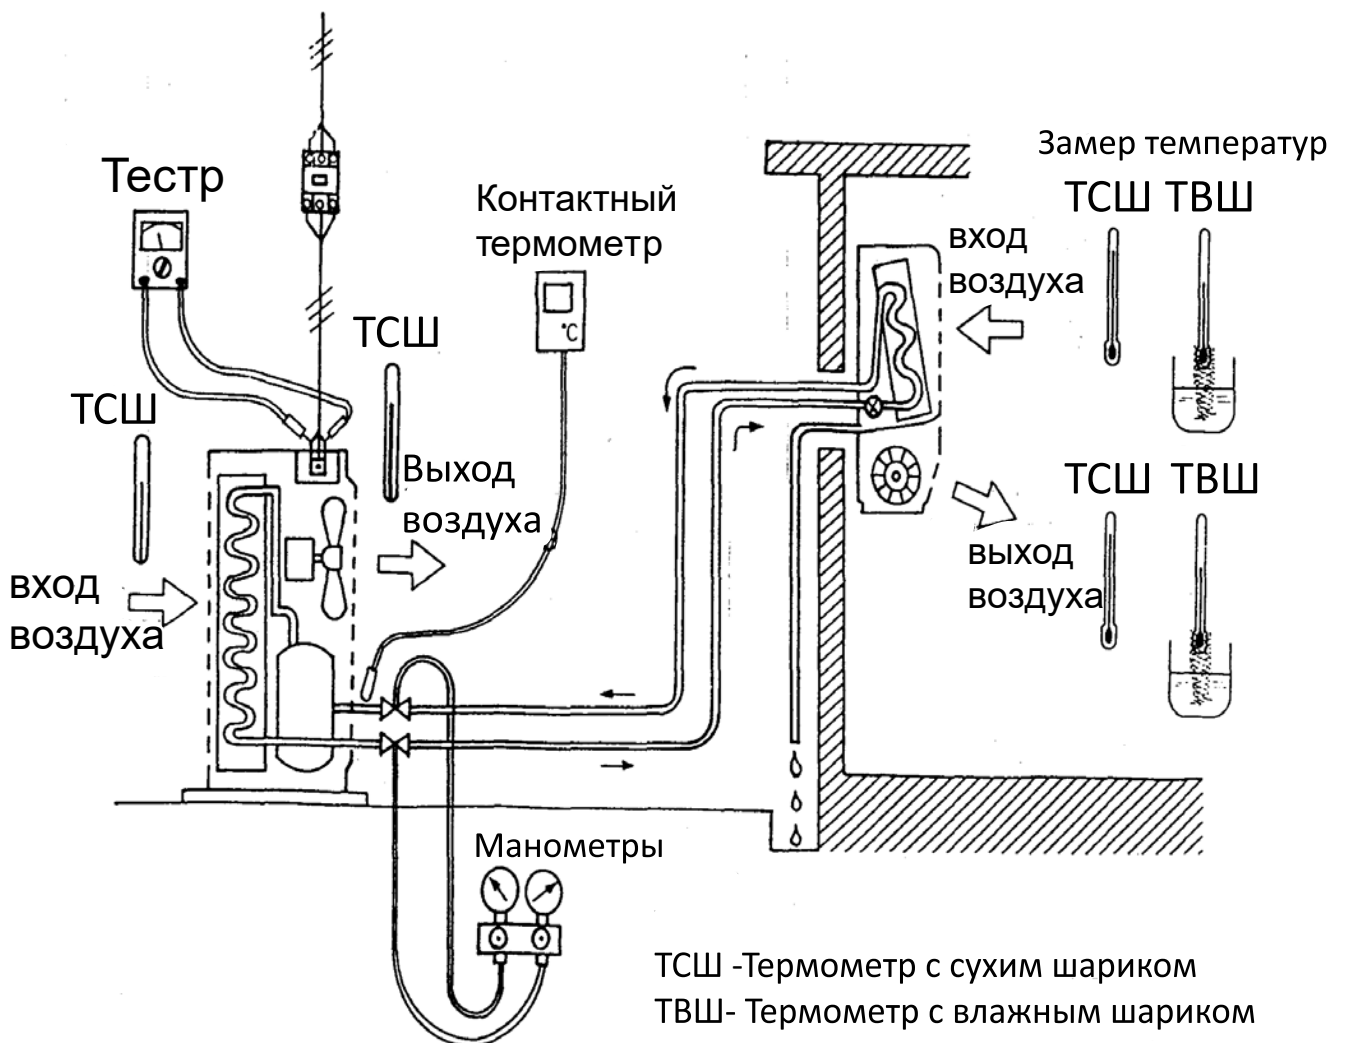 Замер температур
Тестр
ТСШ ТВШ
Контактный
термометр
вход
воздуха
°C
ТСШ
ТСШ
Выход
воздуха
ТСШ ТВШ
выход
воздуха
вход
воздуха
Манометры
ТСШ -Термометр с сухим шариком
ТВШ- Термометр с влажным шариком